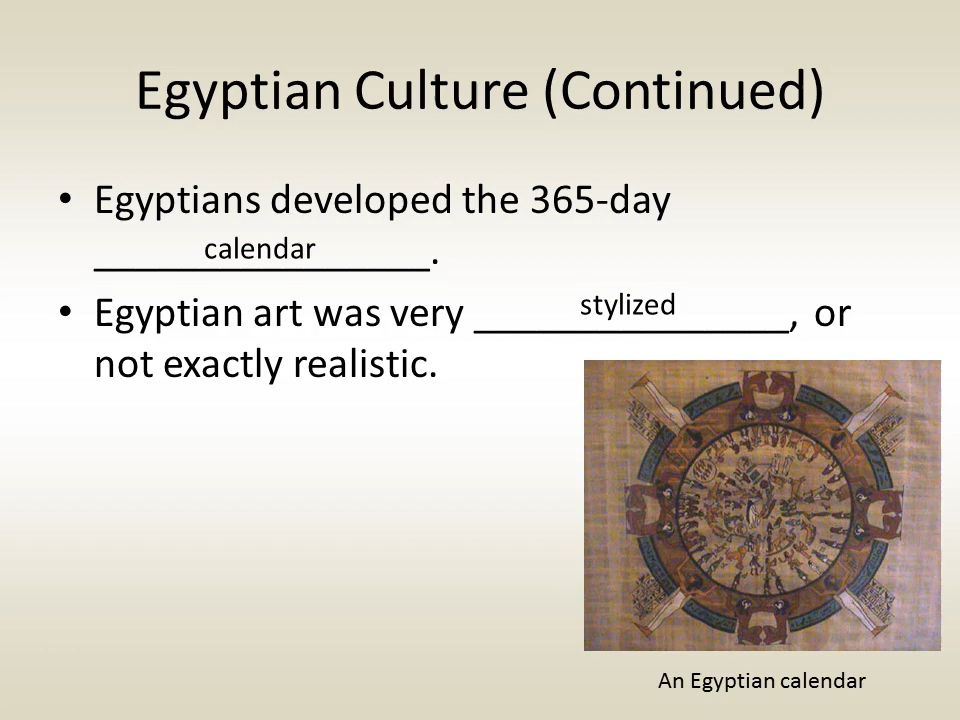 Egyptian Culture (Continued)
• Egyptians developed the 365-day
calendar.
• Egyptian art was very stylized, or
not exactly realistic.
An Egyptian calendar